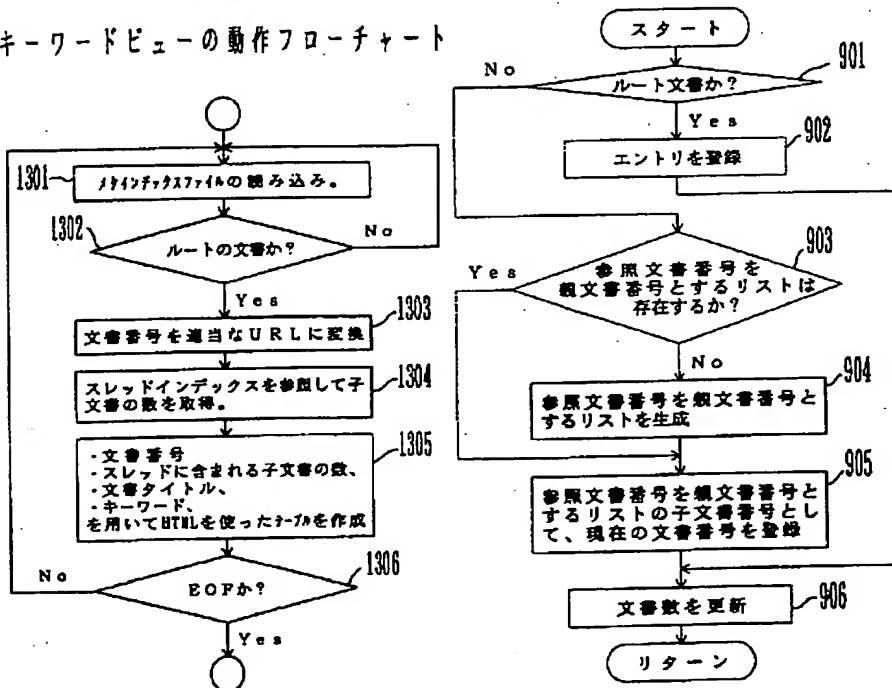 キーワードビューの動作フローチャート
1301
メタインデックスファイルの読み込み。
1302
ルートの文書か？
No
Yes
1303
文書番号を適当なURLに変換
1304
スレッドインデックスを参照して子
文書の数を取得。
1305
・文書番号
・スレッドに含まれる子文書の数、
・文書タイトル、
・キーワード、
を用いてHTMLを使ったテーブルを作成
1306
EOFか？
No
Yes
スタート
901
ルート文書か？
No
Yes
902
エントリを登録
903
参照文書番号を
親文書番号とするリストは
存在するか？
Yes
No
904
参照文書番号を親文書番号と
するリストを生成
905
参照文書番号を親文書番号と
するリストの子文書番号とし
て、現在の文書番号を登録
906
文書数を更新
リターン